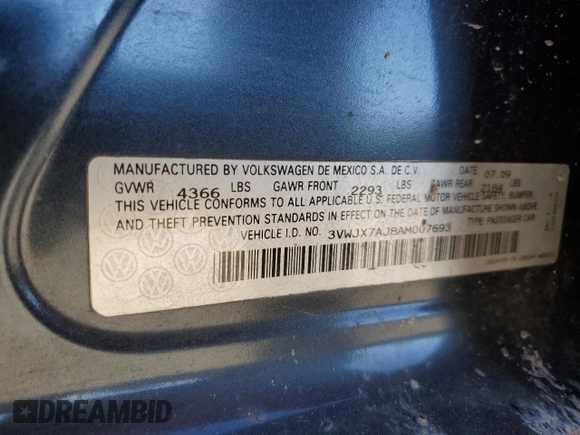 MANUFACTURED BY VOLKSWAGEN DE MEXICO S.A. DE C.V. DATE 07.09
GVWR 4366 LBS GAWR FRONT 2293 LBS GAWR REAR 2184 LBS
THIS VEHICLE CONFORMS TO ALL APPLICABLE FEDERAL MOTOR VEHICLE SAFETY, BUMPER,
AND THEFT PREVENTION STANDARDS IN EFFECT ON THE DATE OF MANUFACTURE SHOWN ABOVE
VEHICLE I.D. NO. 3VWJX7AJ8AM007693 TYPE: PASSENGER CAR
DREAMBID